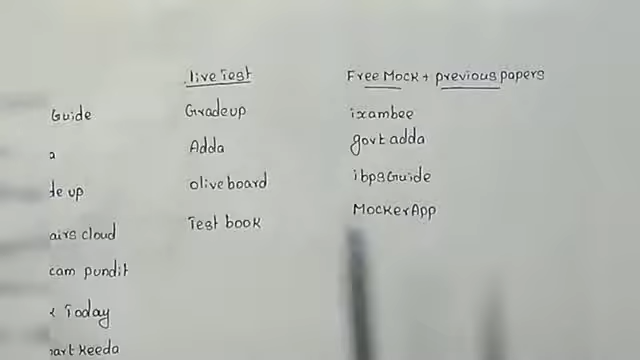 Guide
a
de up
airs cloud
cam pundit
Today
art keeda
live Test
Gradeup
Adda
oliveboard
Test book
Free Mock + previous papers
ixambee
govt adda
ibpsGuide
MockerApp